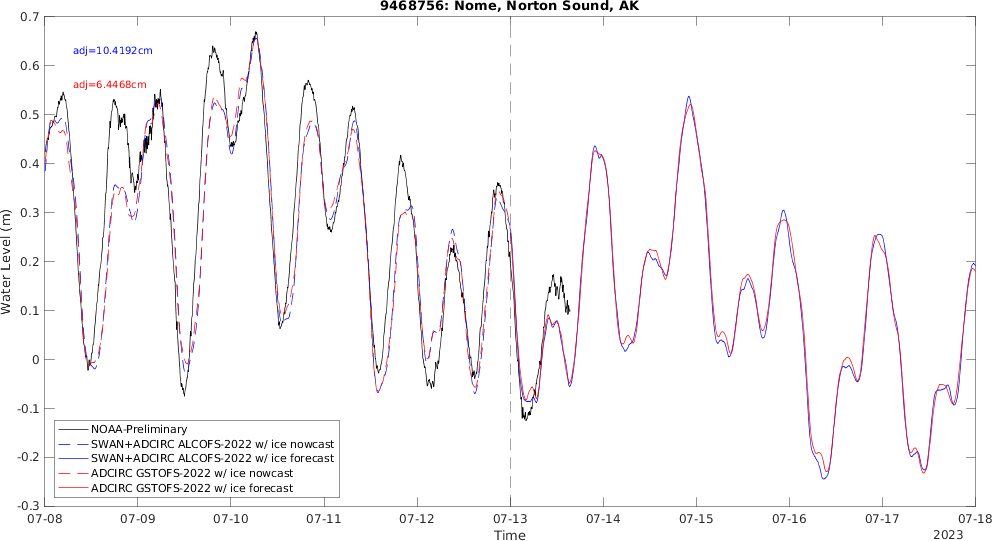 9468756: Nome, Norton Sound, AK
0.7
0.6
0.5
0.4
0.3
0.2
0.1
0
-0.1
-0.2
-0.3
Water Level (m)
adj=10.4192cm
adj=6.4468cm
NOAA-Preliminary
SWAN+ADCIRC ALCOFS-2022 w/ ice nowcast
SWAN+ADCIRC ALCOFS-2022 w/ ice forecast
ADCIRC GSTOFS-2022 w/ ice nowcast
ADCIRC GSTOFS-2022 w/ ice forecast
07-08 07-09 07-10 07-11 07-12 07-13 07-14 07-15 07-16 07-17 07-18
Time
2023